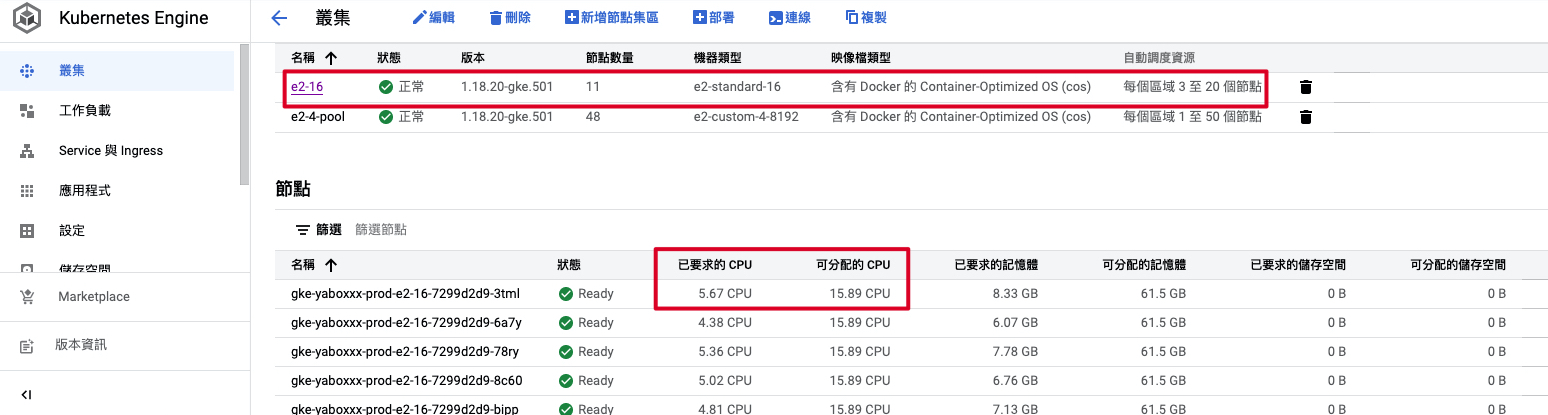 Kubernetes Engine
叢集
編輯
刪除
新增節點集區
部署
連線
複製
叢集
工作負載
Service 與 Ingress
應用程式
設定
儲存空間
Marketplace
版本資訊
名稱 狀態 版本 節點數量 機器類型 映像檔類型 自動調度資源
e2-16 正常 1.18.20-gke.501 11 e2-standard-16 含有 Docker 的 Container-Optimized OS (cos) 每個區域 3 至 20 個節點
e2-4-pool 正常 1.18.20-gke.501 48 e2-custom-4-8192 含有 Docker 的 Container-Optimized OS (cos) 每個區域 1 至 50 個節點
節點
篩選 篩選節點
名稱 狀態 已要求的 CPU 可分配的 CPU 已要求的記憶體 可分配的記憶體 已要求的儲存空間 可分配的儲存空間
gke-yaboxxx-prod-e2-16-7299d2d9-3tml Ready 5.67 CPU 15.89 CPU 8.33 GB 61.5 GB 0 B 0 B
gke-yaboxxx-prod-e2-16-7299d2d9-6a7y Ready 4.38 CPU 15.89 CPU 6.07 GB 61.5 GB 0 B 0 B
gke-yaboxxx-prod-e2-16-7299d2d9-78ry Ready 5.36 CPU 15.89 CPU 7.78 GB 61.5 GB 0 B 0 B
gke-yaboxxx-prod-e2-16-7299d2d9-8c60 Ready 5.02 CPU 15.89 CPU 6.76 GB 61.5 GB 0 B 0 B
gke-yaboxxx-prod-e2-16-7299d2d9-bipp Ready 4.81 CPU 15.89 CPU 7.13 GB 61.5 GB 0 B 0 B